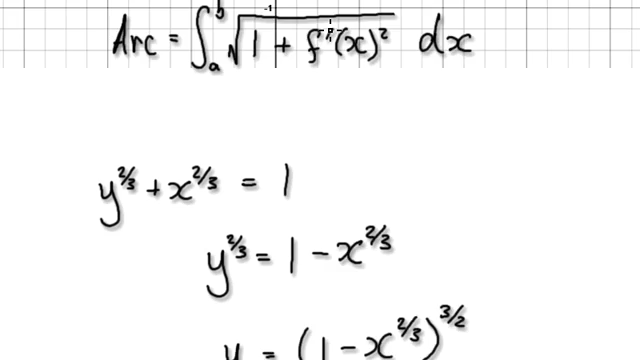 -1
Arc = ∫ₐᵇ √(1 + f'(x)²) dx
y^(2/3) + x^(2/3) = 1
y^(2/3) = 1 - x^(2/3)
y = (1 - x^(2/3))^(3/2)